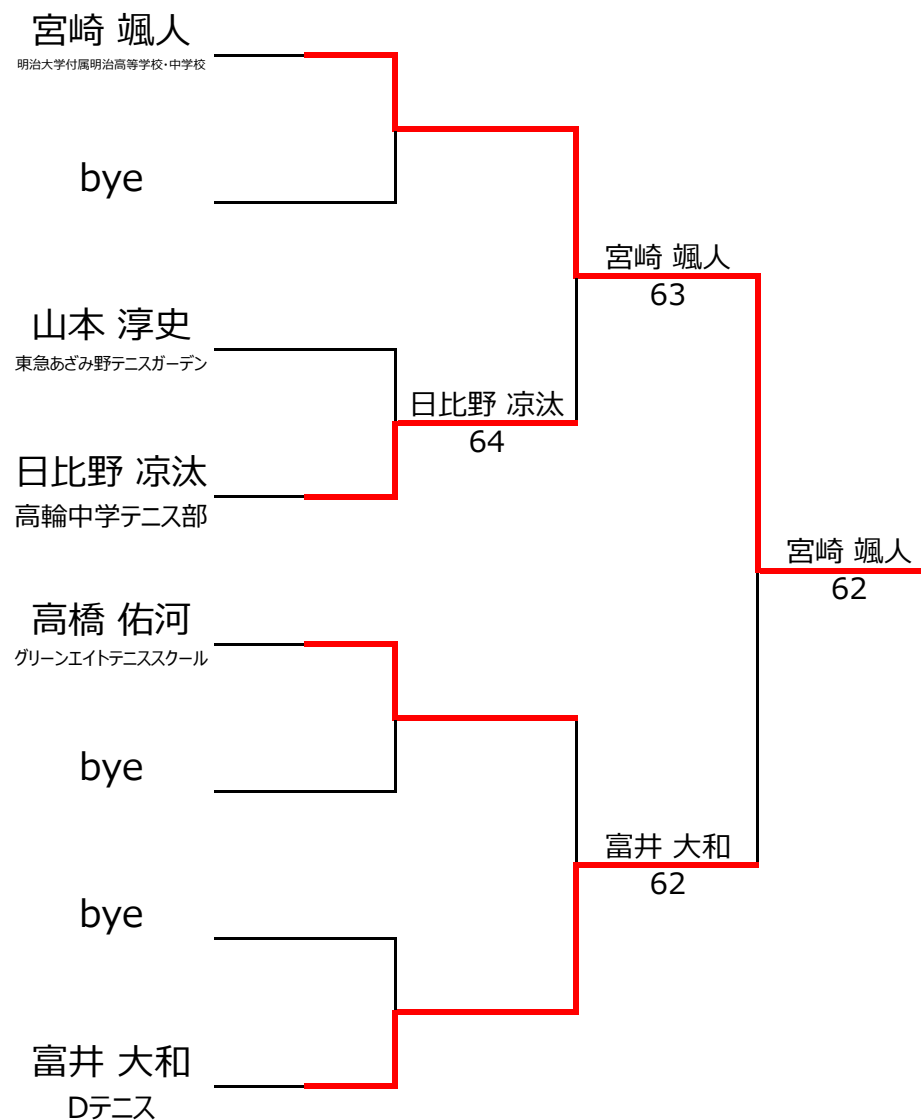 宮崎 颯人
明治大学付属明治高等学校・中学校
bye
山本 淳史
東急あざみ野テニスガーデン
日比野 凉汰
高輪中学テニス部
高橋 佑河
グリーンエイトテニススクール
bye
bye
富井 大和
Dテニス
日比野 凉汰
64
宮崎 颯人
63
富井 大和
62
宮崎 颯人
62